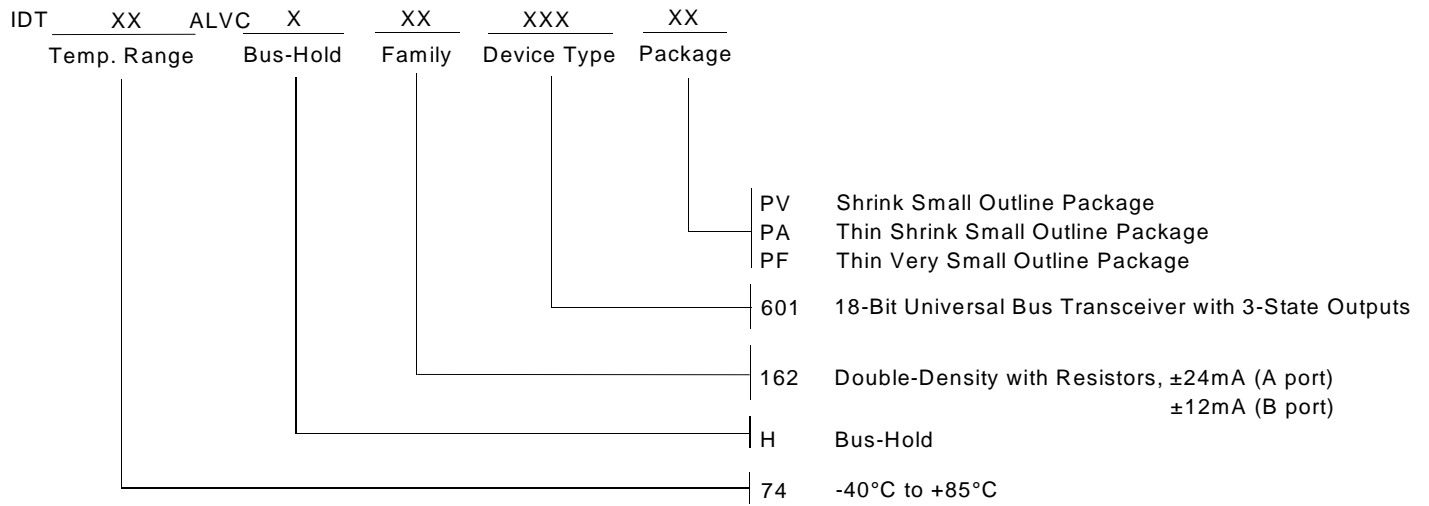 IDT XX ALVC X XX XXX XX
Temp. Range Bus-Hold Family Device Type Package
PV Shrink Small Outline Package
PA Thin Shrink Small Outline Package
PF Thin Very Small Outline Package
601 18-Bit Universal Bus Transceiver with 3-State Outputs
162 Double-Density with Resistors, ±24mA (A port)
±12mA (B port)
H Bus-Hold
74 -40°C to +85°C